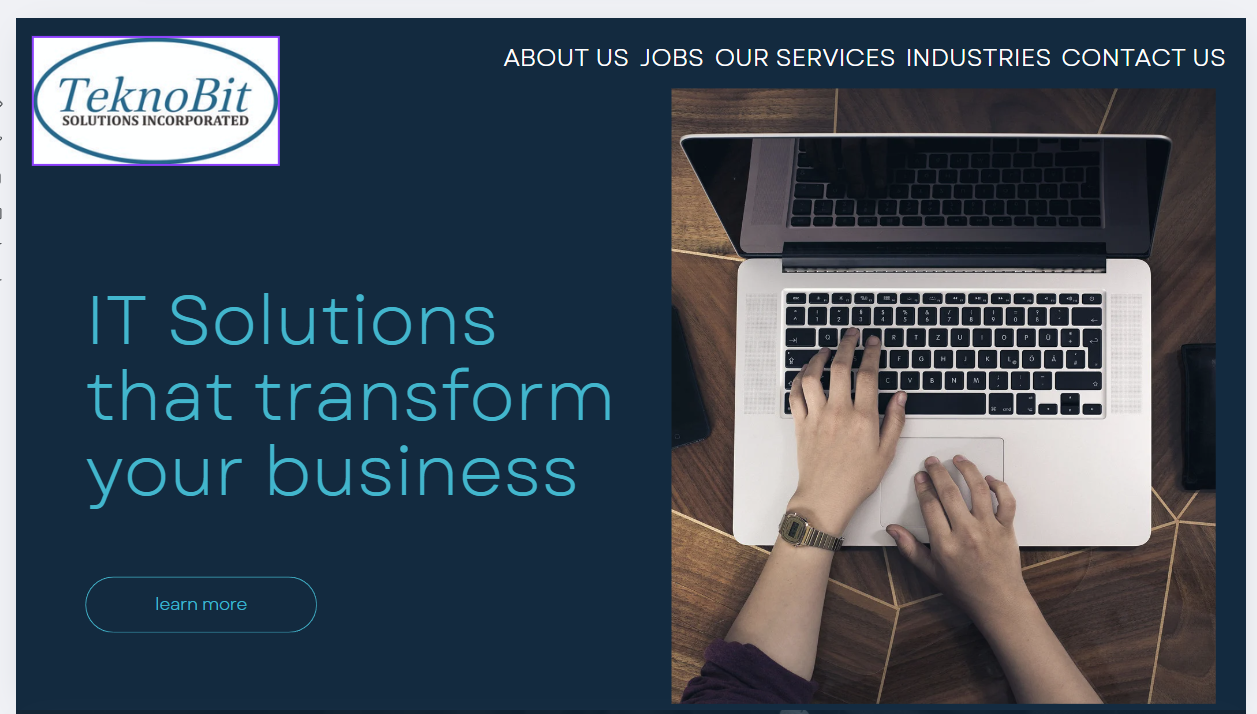 TeknoBit
SOLUTIONS INCORPORATED
ABOUT US JOBS OUR SERVICES INDUSTRIES CONTACT US
IT Solutions
that transform
your business
learn more